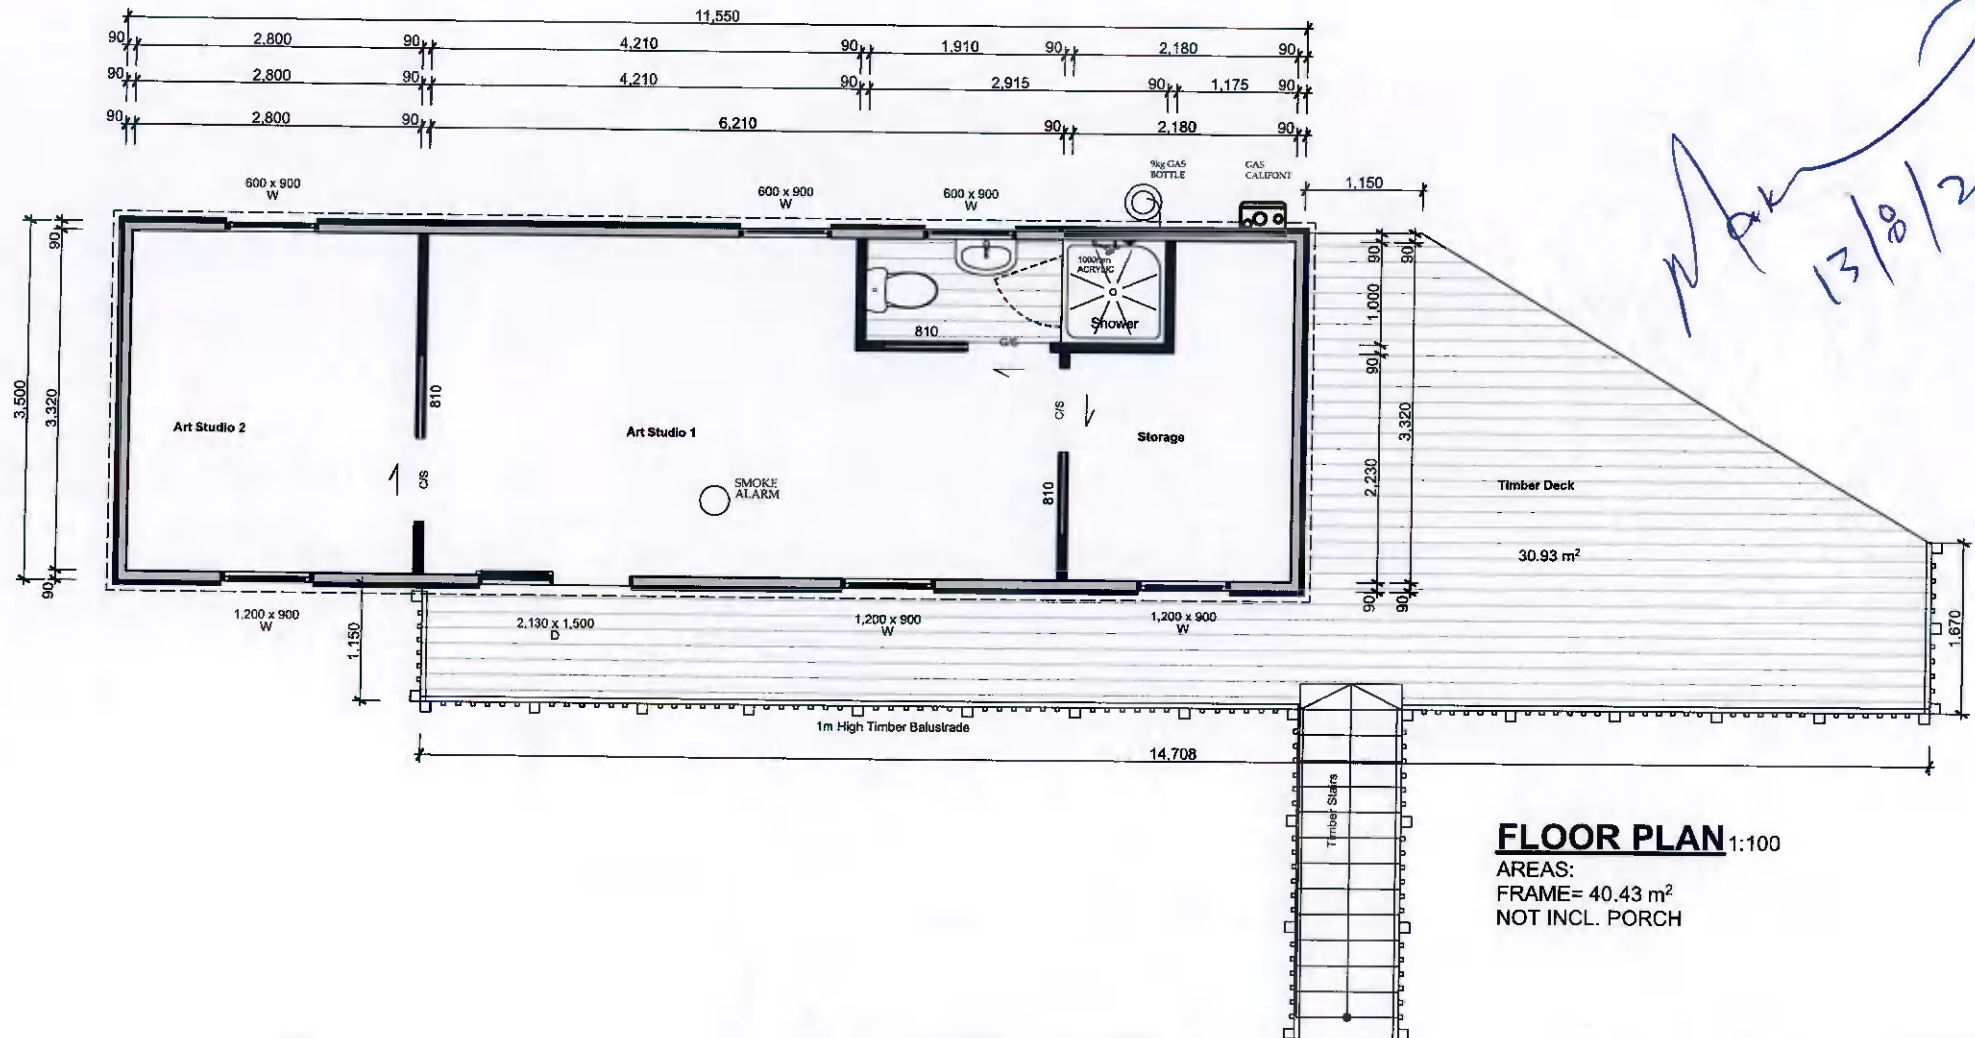 11,550
90 2,800 90 4,210 90 1,910 90 2,180 90
90 2,800 90 4,210 90 2,915 90 1,175 90
90 2,800 90 6,210 90 2,180 90
9kg GAS
BOTTLE
GAS
CALIFONT
1,150
600 x 900
W
600 x 900
W
600 x 900
W
13/8/2
3,500
90
3,320
90
1000mm
ACRYLIC
Shower
810
C/S
810
C/S
Art Studio 2
Art Studio 1
Storage
C/S
810
SMOKE
ALARM
90
1,000
90
2,230
90
90
3,320
90
Timber Deck
30.93 m²
1,670
1,200 x 900
W
1,150
2,130 x 1,500
D
1,200 x 900
W
1,200 x 900
W
1m High Timber Balustrade
14,708
Timber Stairs
FLOOR PLAN 1:100
AREAS:
FRAME= 40.43 m²
NOT INCL. PORCH